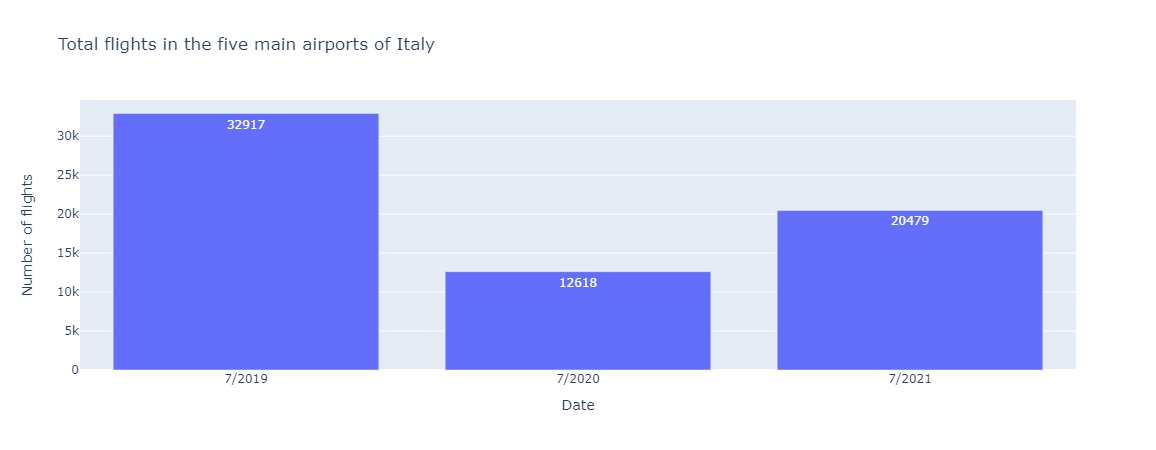 Total flights in the five main airports of Italy
Number of flights
30k
25k
20k
15k
10k
5k
0
32917
12618
20479
7/2019
7/2020
7/2021
Date